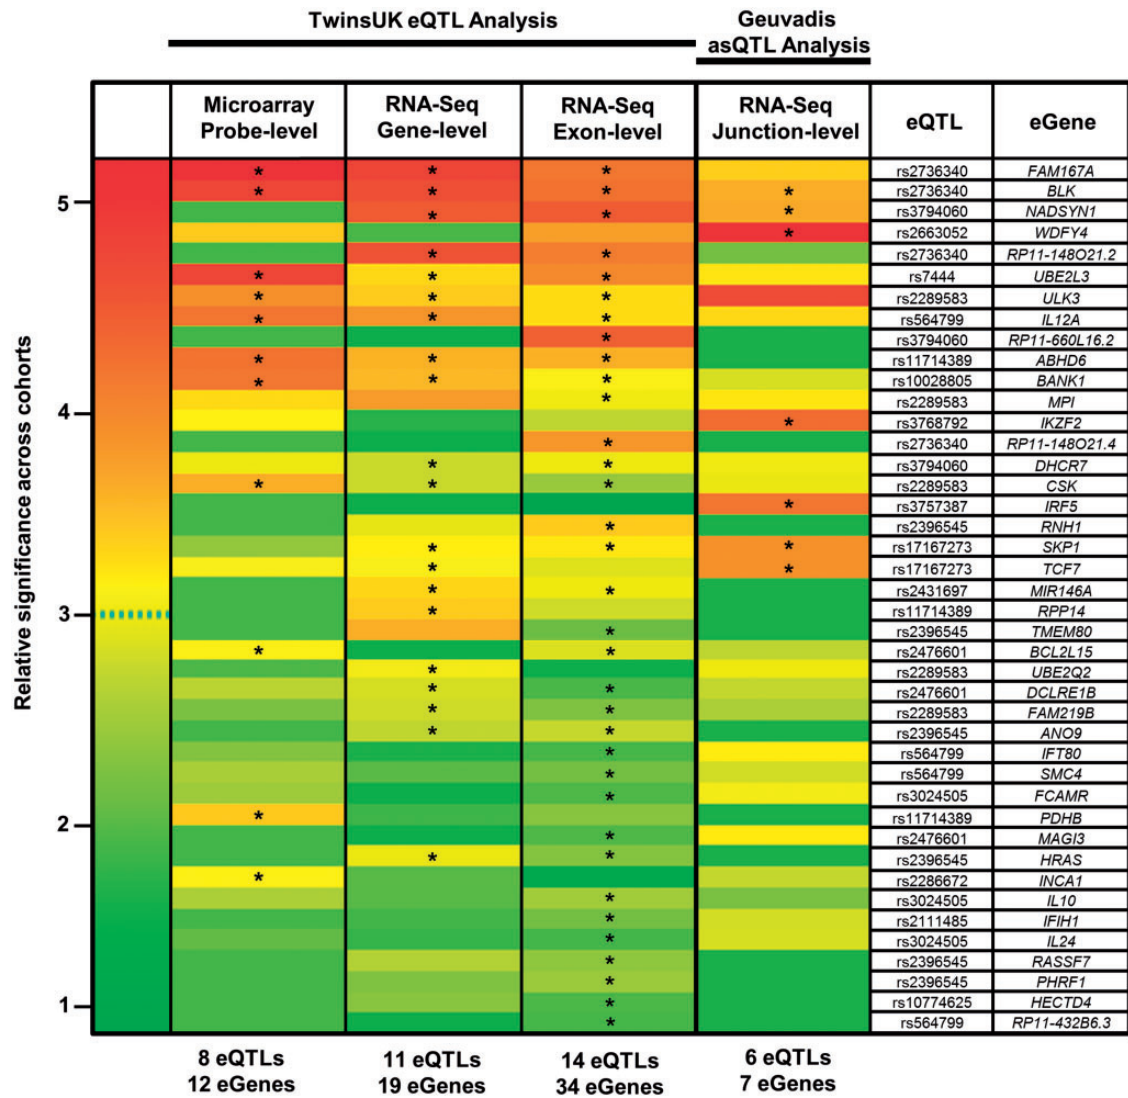 TwinsUK eQTL Analysis
Geuvadis
asQTL Analysis
Microarray
Probe-level
RNA-Seq
Gene-level
RNA-Seq
Exon-level
RNA-Seq
Junction-level
eQTL
eGene
Relative significance across cohorts
5
4
3
2
1
* * * rs2736340 FAM167A
* * * * rs2736340 BLK
* * * rs3794060 NADSYN1
* rs2663052 WDFY4
* * rs2736340 RP11-148O21.2
* * * rs7444 UBE2L3
* * * rs2289583 ULK3
* * * rs564799 IL12A
* rs3794060 RP11-660L16.2
* * * rs11714389 ABHD6
* * * rs10028805 BANK1
* rs2289583 MPI
* rs3768792 IKZF2
* rs2736340 RP11-148O21.4
* * rs3794060 DHCR7
* * * rs2289583 CSK
* rs3757387 IRF5
* rs2396545 RNH1
* * * rs17167273 SKP1
* * rs17167273 TCF7
* * rs2431697 MIR146A
* rs11714389 RPP14
* rs2396545 TMEM80
* * rs2476601 BCL2L15
* rs2289583 UBE2Q2
* * rs2476601 DCLRE1B
* * rs2289583 FAM219B
* * rs2396545 ANO9
* rs564799 IFT80
* rs564799 SMC4
* rs3024505 FCAMR
* rs11714389 PDHB
* rs2476601 MAGI3
* * rs2396545 HRAS
* rs2286672 INCA1
* rs3024505 IL10
* rs2111485 IFIH1
* rs3024505 IL24
* rs2396545 RASSF7
* rs2396545 PHRF1
* rs10774625 HECTD4
* rs564799 RP11-432B6.3
8 eQTLs
12 eGenes
11 eQTLs
19 eGenes
14 eQTLs
34 eGenes
6 eQTLs
7 eGenes